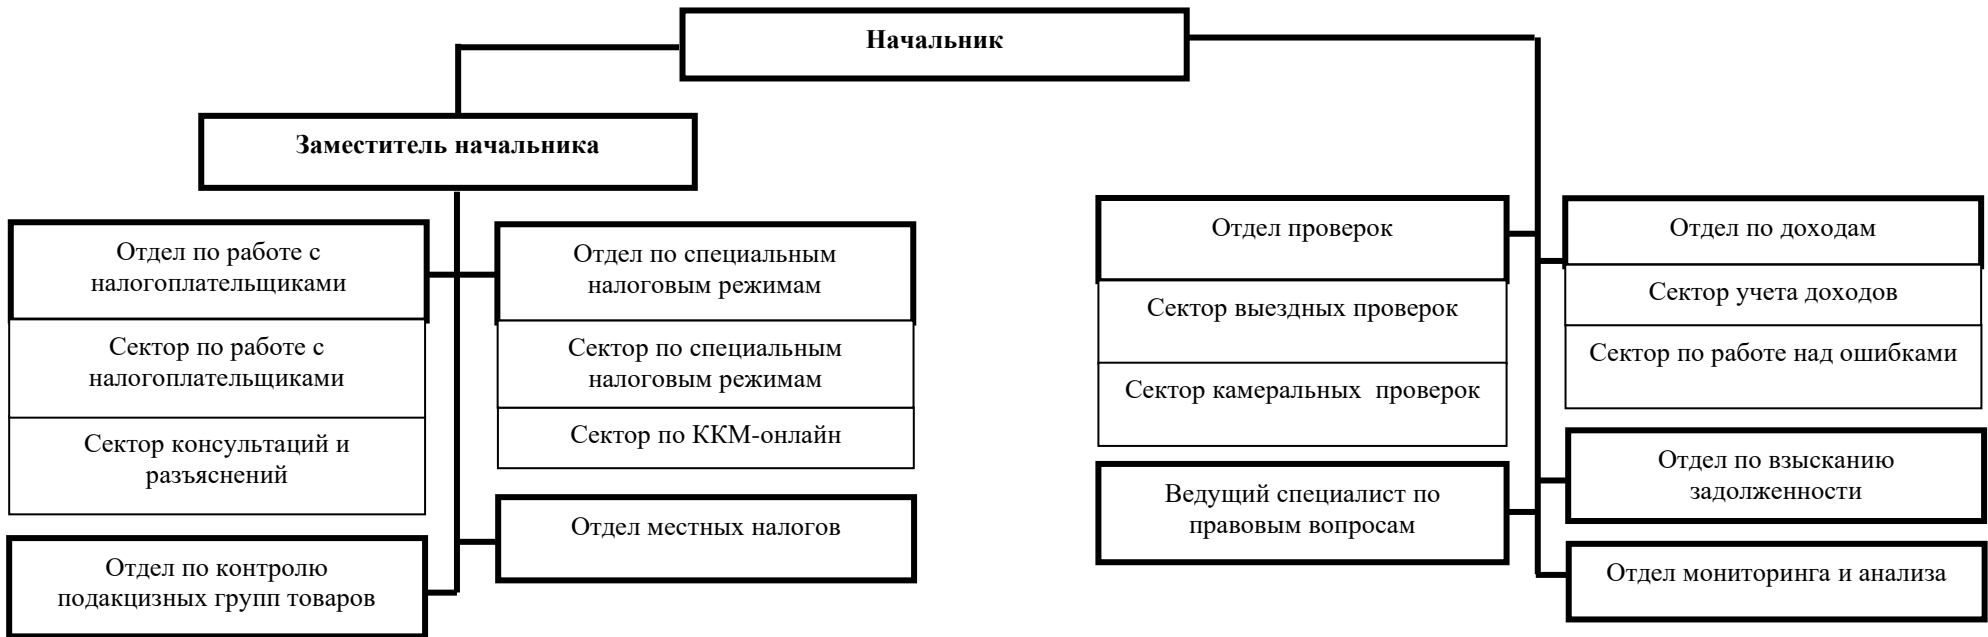 Начальник
Заместитель начальника
Отдел по работе с
налогоплательщиками
Сектор по работе с
налогоплательщиками
Сектор консультаций и
разъяснений
Отдел по контролю
подакцизных групп товаров
Отдел по специальным
налоговым режимам
Сектор по специальным
налоговым режимам
Сектор по ККМ-онлайн
Отдел местных налогов
Отдел проверок
Сектор выездных проверок
Сектор камеральных проверок
Ведущий специалист по
правовым вопросам
Отдел по доходам
Сектор учета доходов
Сектор по работе над ошибками
Отдел по взысканию
задолженности
Отдел мониторинга и анализа